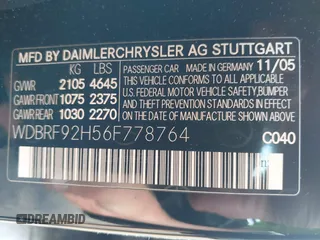 MFD BY DAIMLERCHRYSLER AG STUTTGART
KG LBS
GVWR 2105 4645
GAWR FRONT 1075 2375
GAWR REAR 1030 2270
PASSENGER CAR MADE IN GERMANY 11/05
THIS VEHICLE CONFORMS TO ALL APPLICABLE
U.S. FEDERAL MOTOR VEHICLE SAFETY, BUMPER,
AND THEFT PREVENTION STANDARDS IN EFFECT
ON THE DATE OF MANUFACTURE SHOWN ABOVE
WDBRF92H56F778764
C040
DREAMBID